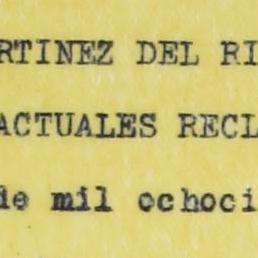 RTINEZ DEL RI
ACTUALES RECL
de mil ochoci